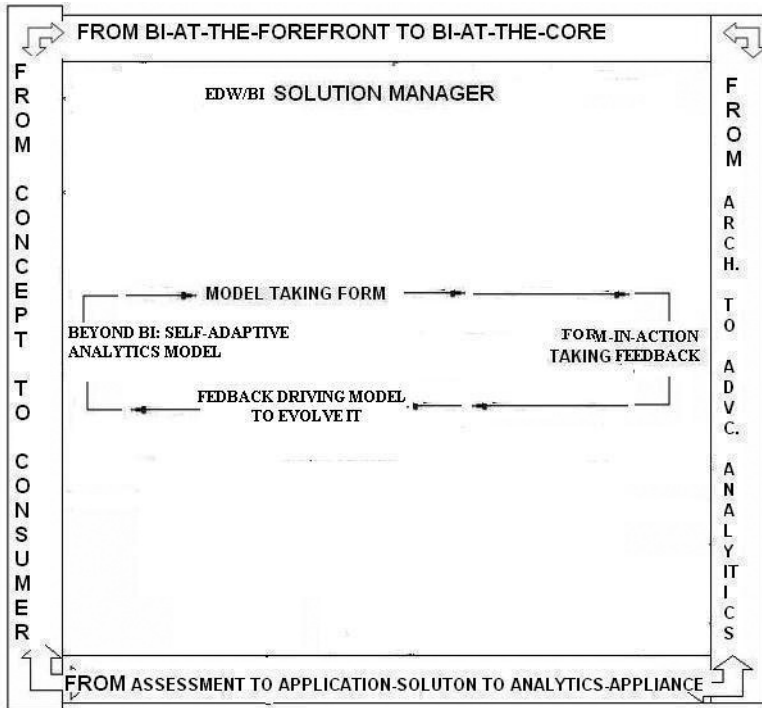 FROM BI-AT-THE-FOREFRONT TO BI-AT-THE-CORE
EDW/BI SOLUTION MANAGER
FROM CONCEPT TO CONSUMER
MODEL TAKING FORM
BEYOND BI: SELF-ADAPTIVE
ANALYTICS MODEL
FORM-IN-ACTION
TAKING FEEDBACK
FEDBACK DRIVING MODEL
TO EVOLVE IT
FROM ARCH. TO ADVC. ANALYITICS
FROM ASSESSMENT TO APPLICATION-SOLUTON TO ANALYTICS-APPLIANCE